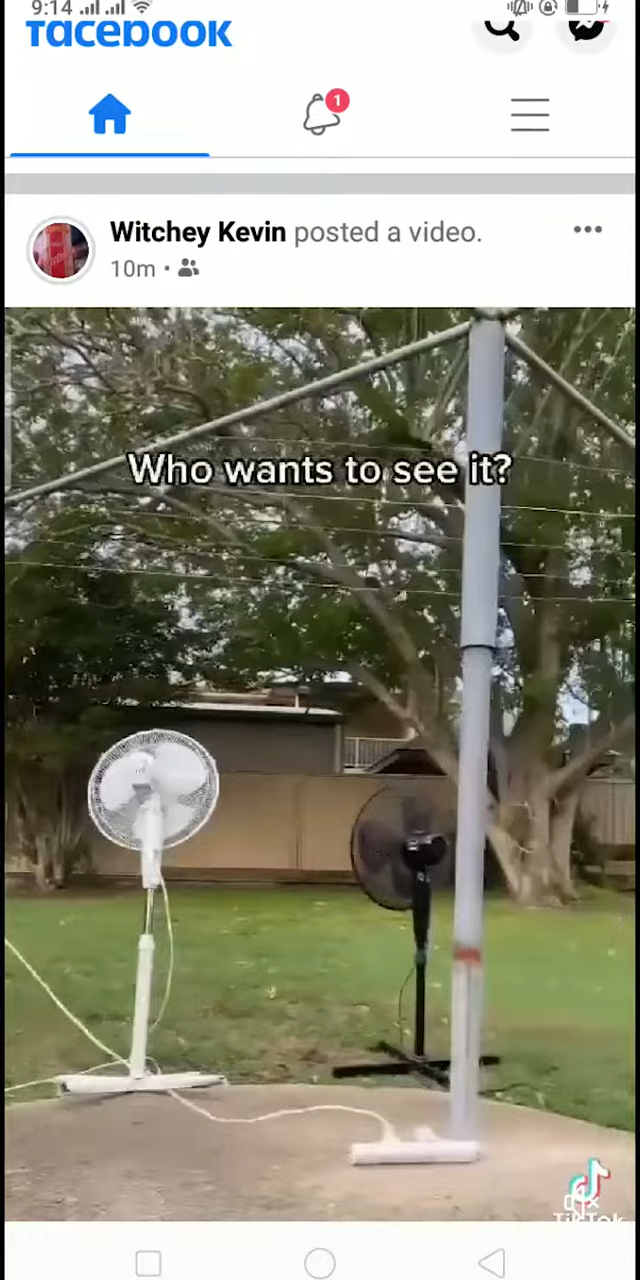 9:14
facebook
1
Witchey Kevin posted a video.
10m
Who wants to see it?
TikTok